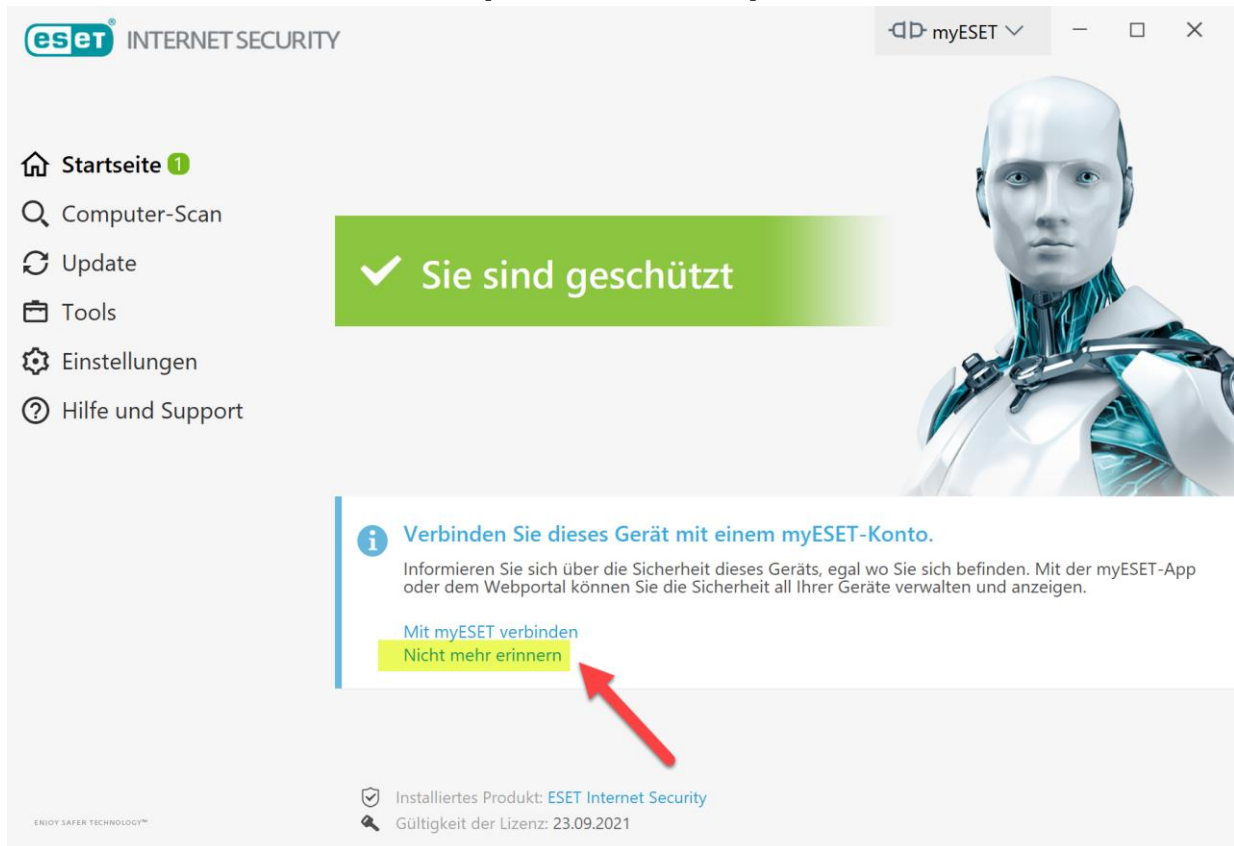 eset® INTERNET SECURITY
myESET
Startseite 1
Computer-Scan
Update
Tools
Einstellungen
Hilfe und Support
Sie sind geschützt
Verbinden Sie dieses Gerät mit einem myESET-Konto.
Informieren Sie sich über die Sicherheit dieses Geräts, egal wo Sie sich befinden. Mit der myESET-App
oder dem Webportal können Sie die Sicherheit all Ihrer Geräte verwalten und anzeigen.
Mit myESET verbinden
Nicht mehr erinnern
Installiertes Produkt: ESET Internet Security
Gültigkeit der Lizenz: 23.09.2021
ENJOY SAFER TECHNOLOGY™